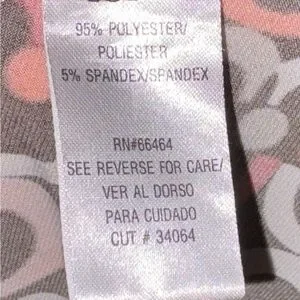 95% POLYESTER/
POLIESTER
5% SPANDEX/SPANDEX
RN#66464
SEE REVERSE FOR CARE/
VER AL DORSO
PARA CUIDADO
CUT # 34064